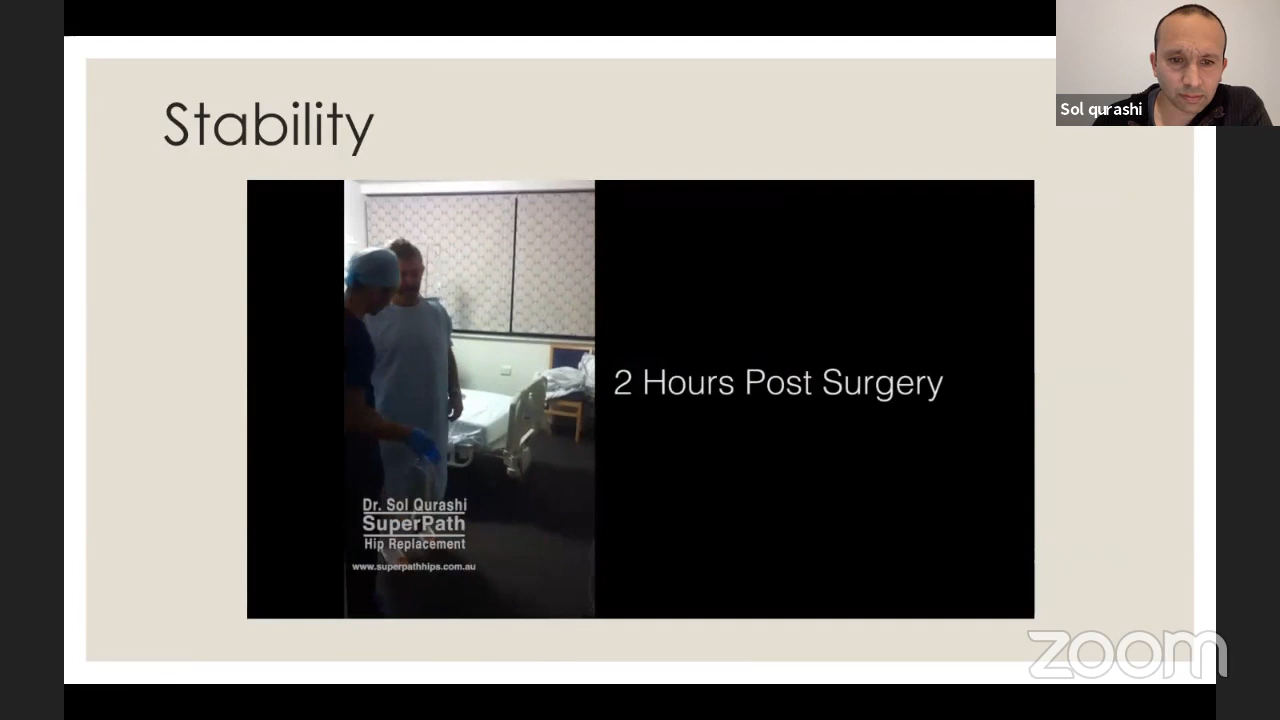 Sol qurashi
Stability
2 Hours Post Surgery
Dr. Sol Qurashi
SuperPath
Hip Replacement
www.superpathhips.com.au
zoom